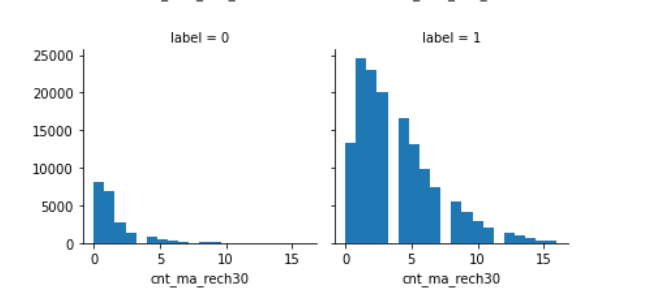 label = 0
label = 1
25000
20000
15000
10000
5000
0
0 5 10 15
0 5 10 15
cnt_ma_rech30
cnt_ma_rech30